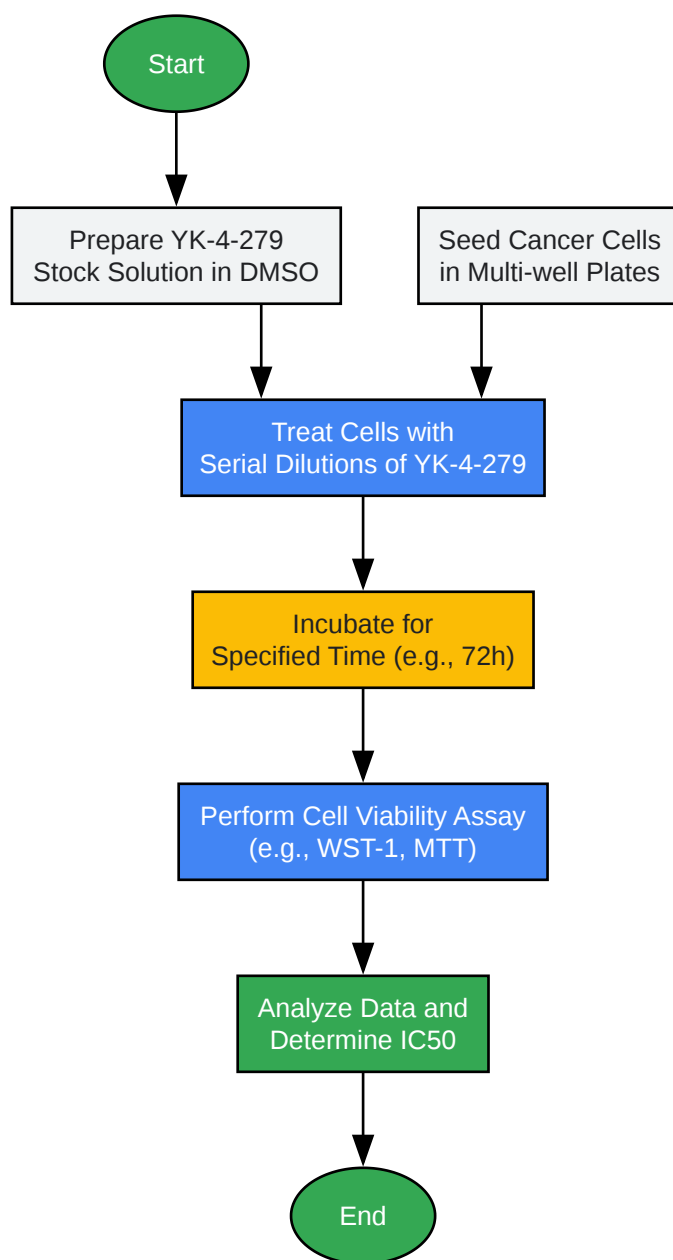 Start
Prepare YK-4-279
Stock Solution in DMSO
Seed Cancer Cells
in Multi-well Plates
Treat Cells with
Serial Dilutions of YK-4-279
Incubate for
Specified Time (e.g., 72h)
Perform Cell Viability Assay
(e.g., WST-1, MTT)
Analyze Data and
Determine IC50
End